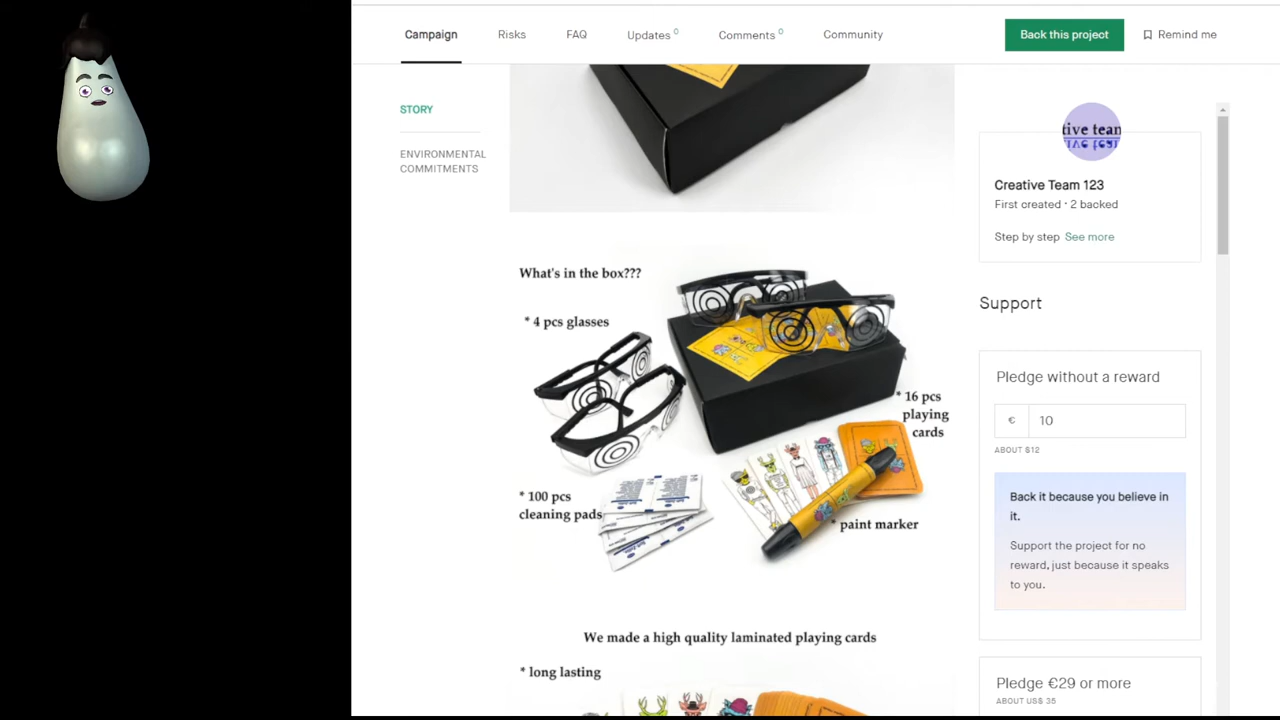 Campaign
Risks
FAQ
Updates 0
Comments 0
Community
Back this project
Remind me
STORY
ENVIRONMENTAL
COMMITMENTS
What's in the box???
* 4 pcs glasses
* 16 pcs
playing
cards
* 100 pcs
cleaning pads
* paint marker
We made a high quality laminated playing cards
* long lasting
tive team
Creative Team 123
First created · 2 backed
Step by step See more
Support
Pledge without a reward
€ 10
ABOUT $12
Back it because you believe in
it.
Support the project for no
reward, just because it speaks
to you.
Pledge €29 or more
ABOUT US$ 35